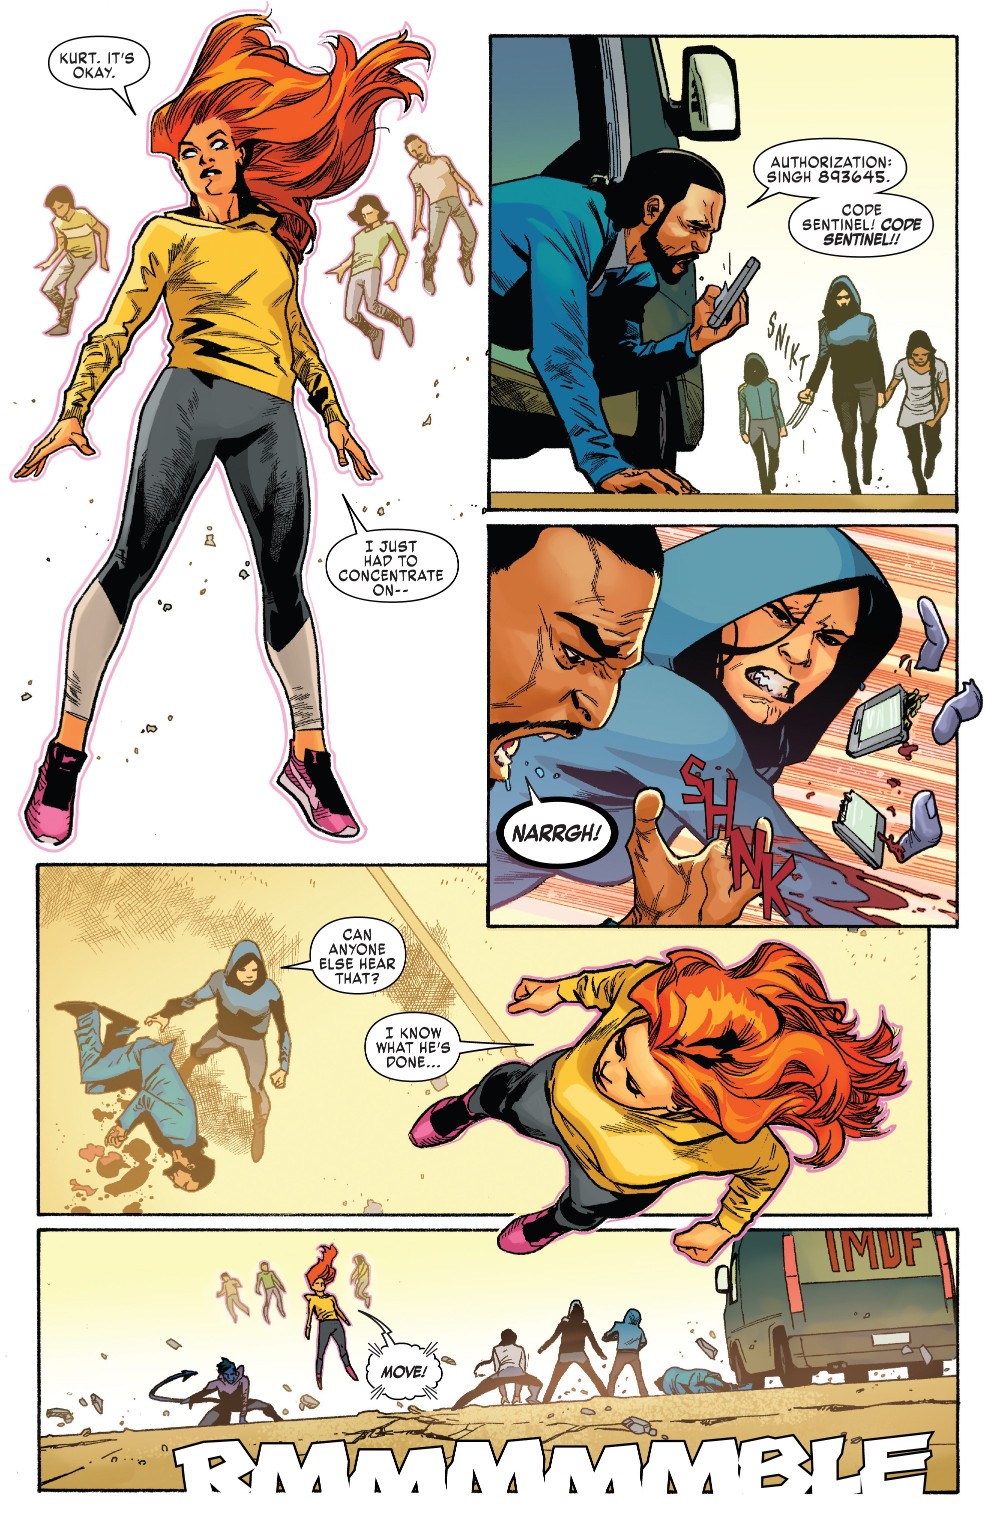 KURT. IT'S
OKAY.
I JUST
HAD TO
CONCENTRATE
ON--
AUTHORIZATION:
SINGH 893645.
CODE
SENTINEL! CODE
SENTINEL!!
SNIKT
SHNK
NARRGH!
CAN
ANYONE
ELSE HEAR
THAT?
I KNOW
WHAT HE'S
DONE...
IMDF
MOVE!
RMMMMMMBLE